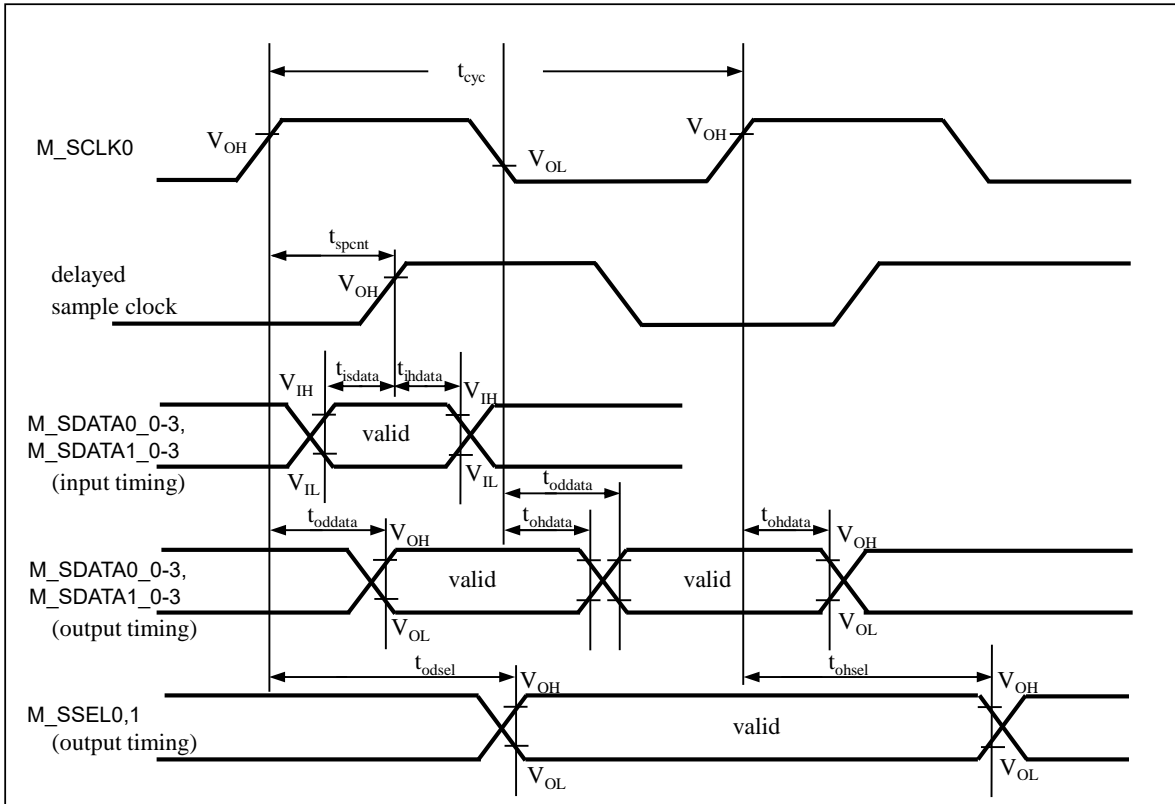 t_cyc
V_OH
V_OH
M_SCLK0
V_OL
t_spcnt
delayed
sample clock
V_OH
t_isdata
t_ihdata
V_IH
V_IH
M_SDATA0_0-3,
M_SDATA1_0-3
(input timing)
valid
V_IL
V_IL
t_oddata
t_oddata
t_ohdata
t_ohdata
V_OH
V_OH
M_SDATA0_0-3,
M_SDATA1_0-3
(output timing)
valid
valid
V_OL
V_OL
t_odsel
t_ohsel
V_OH
V_OH
M_SSEL0,1
(output timing)
valid
V_OL
V_OL